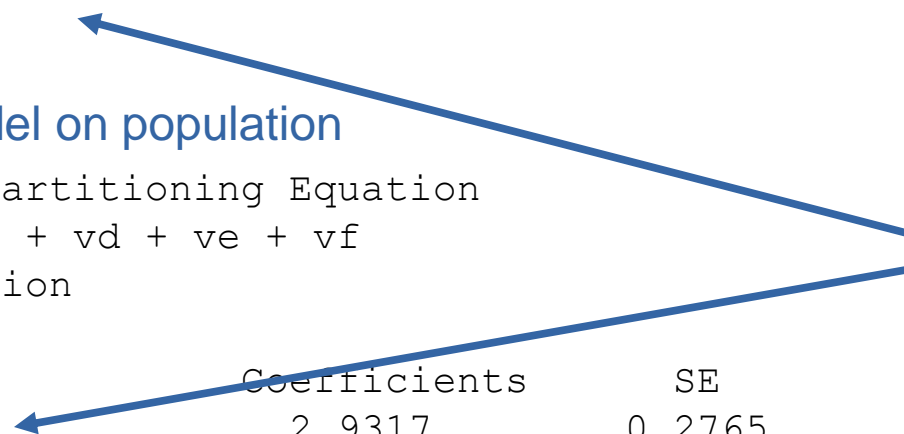 del on population
artitioning Equation
+ vd + ve + vf
ion
Coefficients SE
2.9317 0.2765